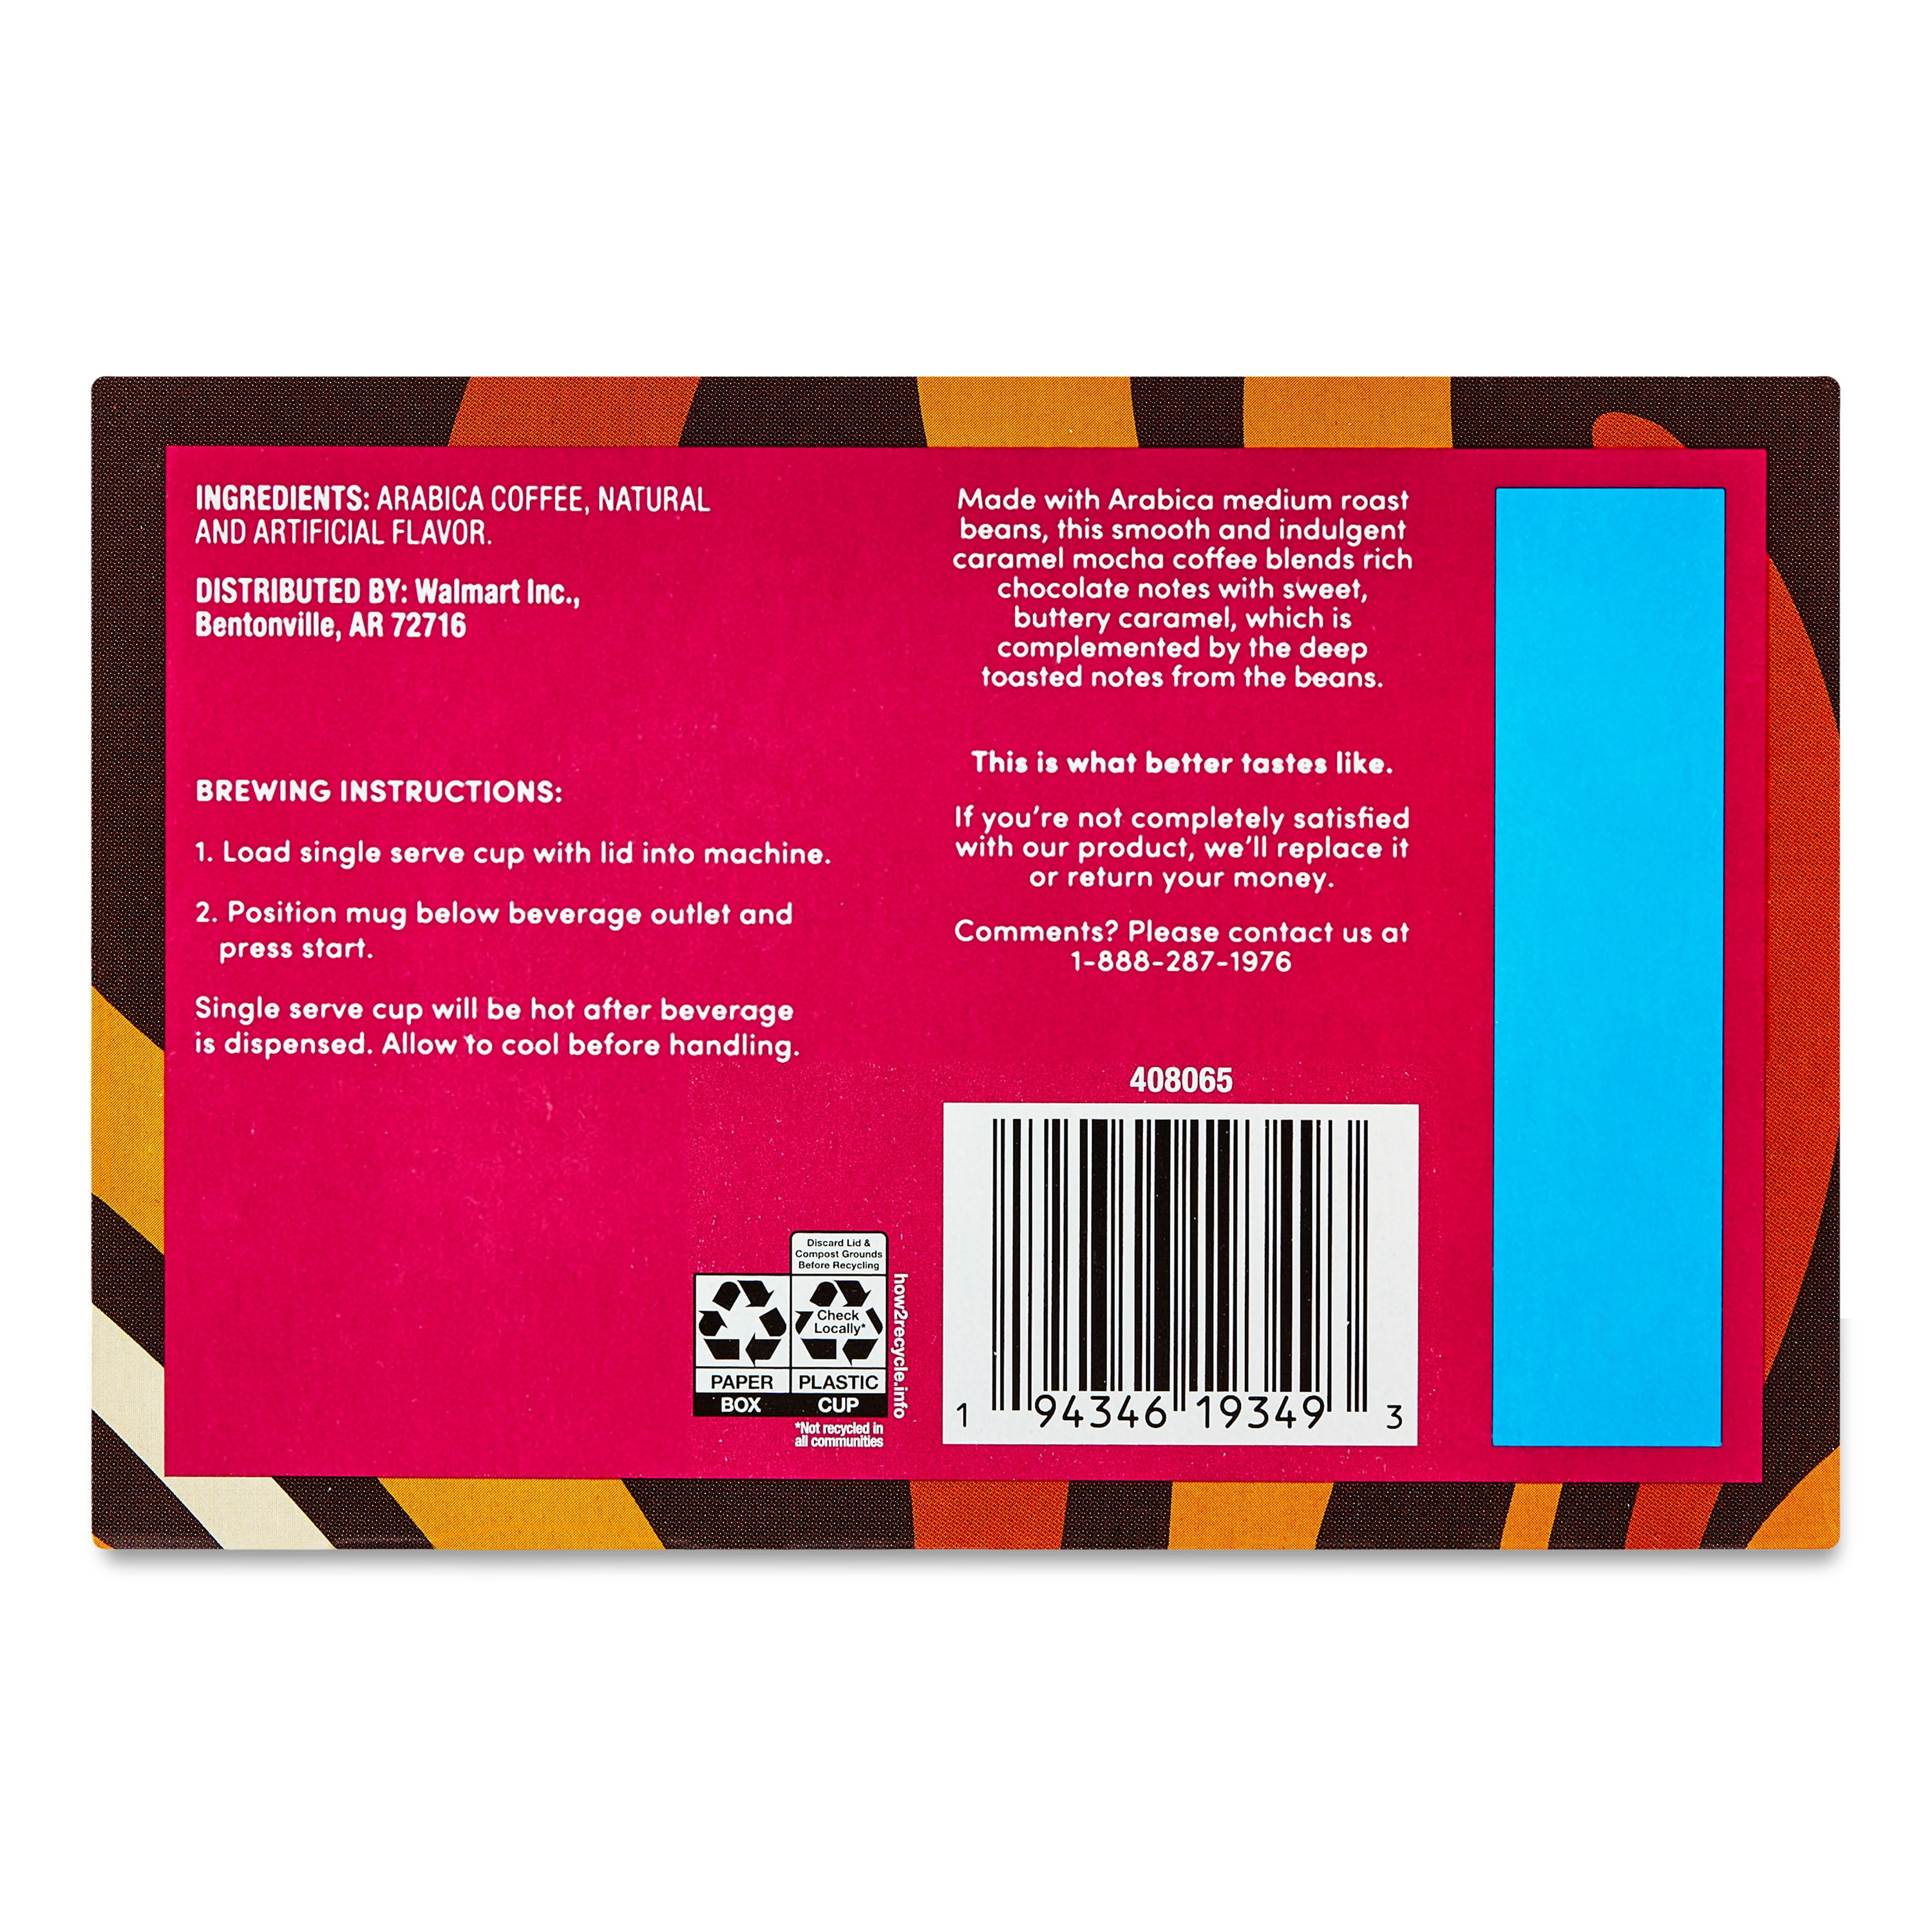 INGREDIENTS: ARABICA COFFEE, NATURAL
AND ARTIFICIAL FLAVOR.
DISTRIBUTED BY: Walmart Inc.,
Bentonville, AR 72716
BREWING INSTRUCTIONS:
1. Load single serve cup with lid into machine.
2. Position mug below beverage outlet and
press start.
Single serve cup will be hot after beverage
is dispensed. Allow to cool before handling.
Discard Lid &
Compost Grounds
Before Recycling
Check
Locally*
PAPER
BOX
PLASTIC
CUP
*Not recycled in
all communities
how2recycle.info
Made with Arabica medium roast
beans, this smooth and indulgent
caramel mocha coffee blends rich
chocolate notes with sweet,
buttery caramel, which is
complemented by the deep
toasted notes from the beans.
This is what better tastes like.
If you're not completely satisfied
with our product, we'll replace it
or return your money.
Comments? Please contact us at
1-888-287-1976
408065
1 94346 19349 3